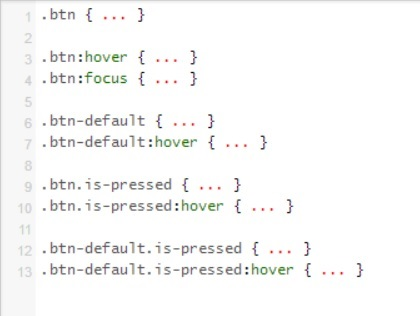 1 .btn { ... }
2
3 .btn:hover { ... }
4 .btn:focus { ... }
5
6 .btn-default { ... }
7 .btn-default:hover { ... }
8
9 .btn.is-pressed { ... }
10 .btn.is-pressed:hover { ... }
11
12 .btn-default.is-pressed { ... }
13 .btn-default.is-pressed:hover { ... }